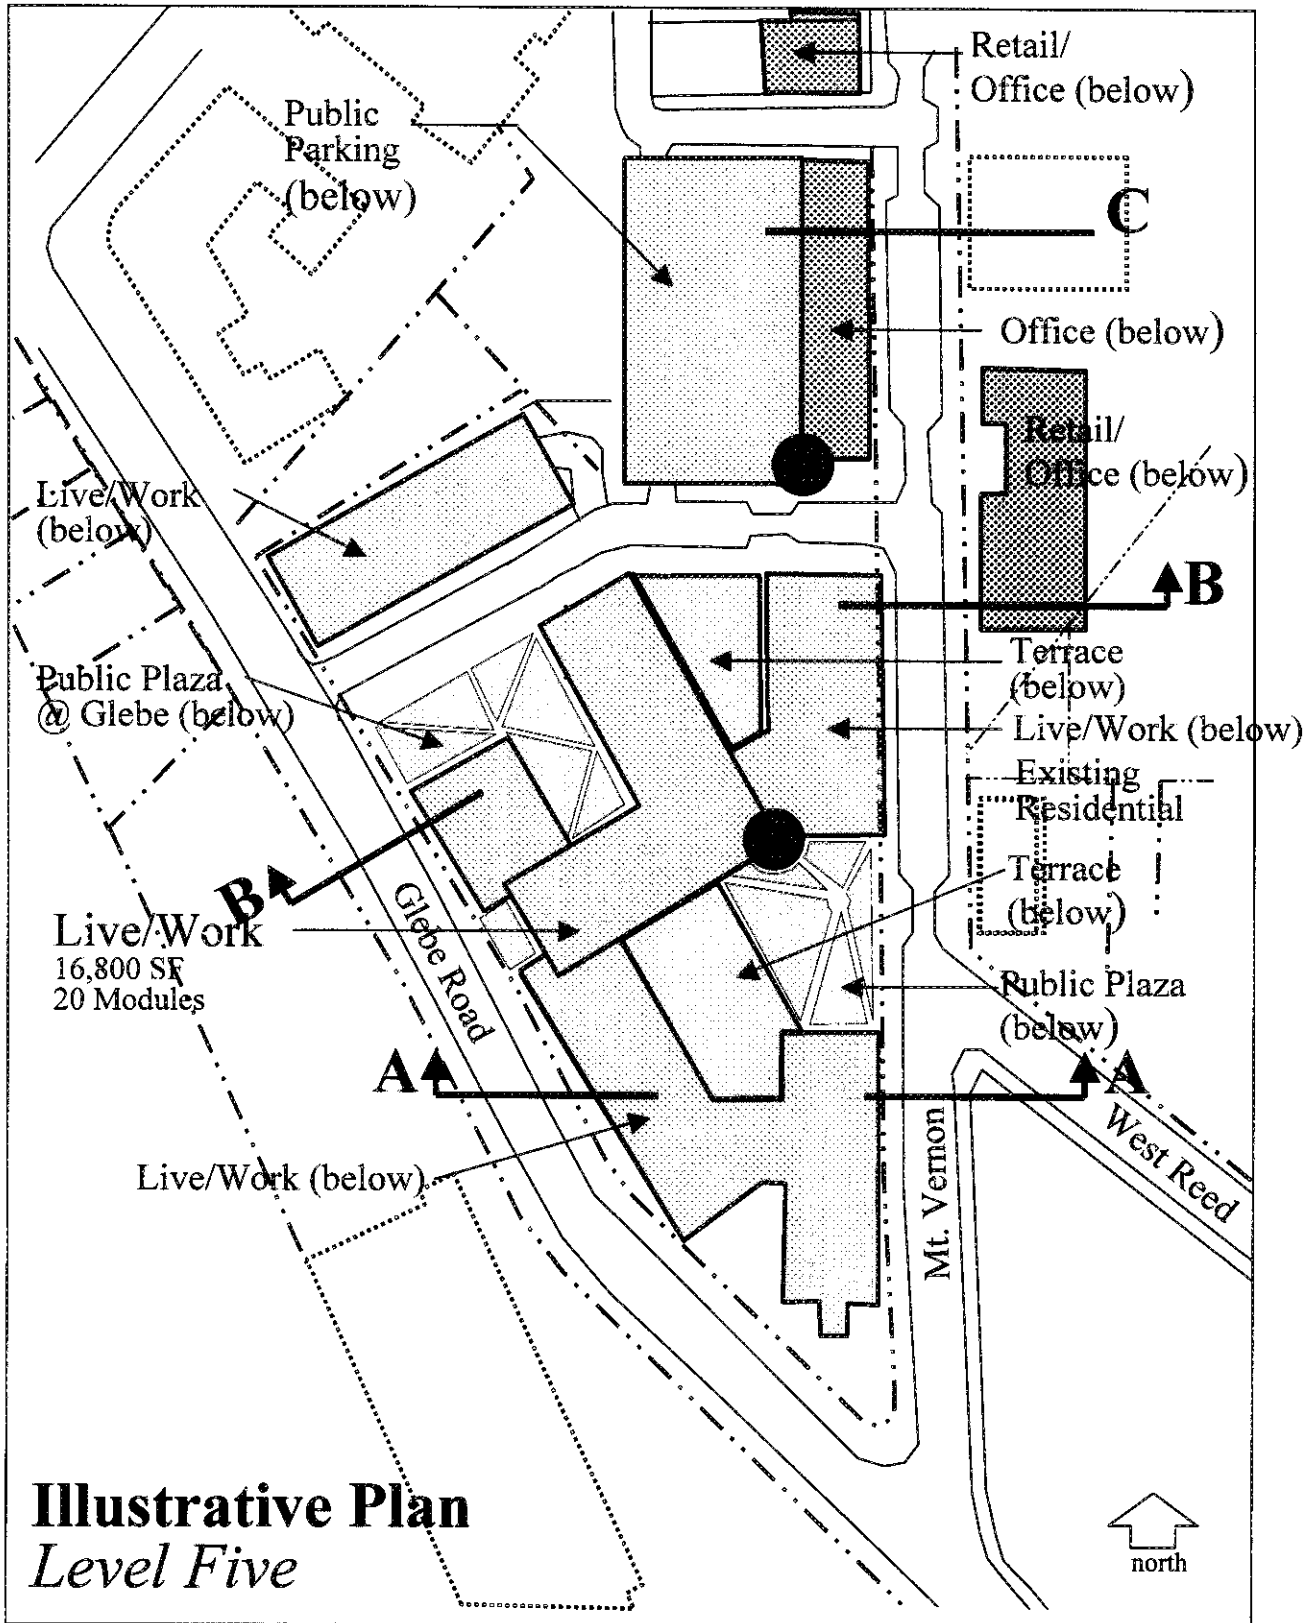 Retail/
Office (below)
Public
Parking
(below)
C
Office (below)
Retail/
Office (below)
Live/Work
(below)
B
Terrace
(below)
Public Plaza
@ Glebe (below)
Live/Work (below)
Existing
Residential
Terrace
(below)
B
Glebe Road
Live/Work
16,800 SF
20 Modules
Public Plaza
(below)
A
A
West Reed
Mt. Vernon
Live/Work (below)
Illustrative Plan
Level Five
north